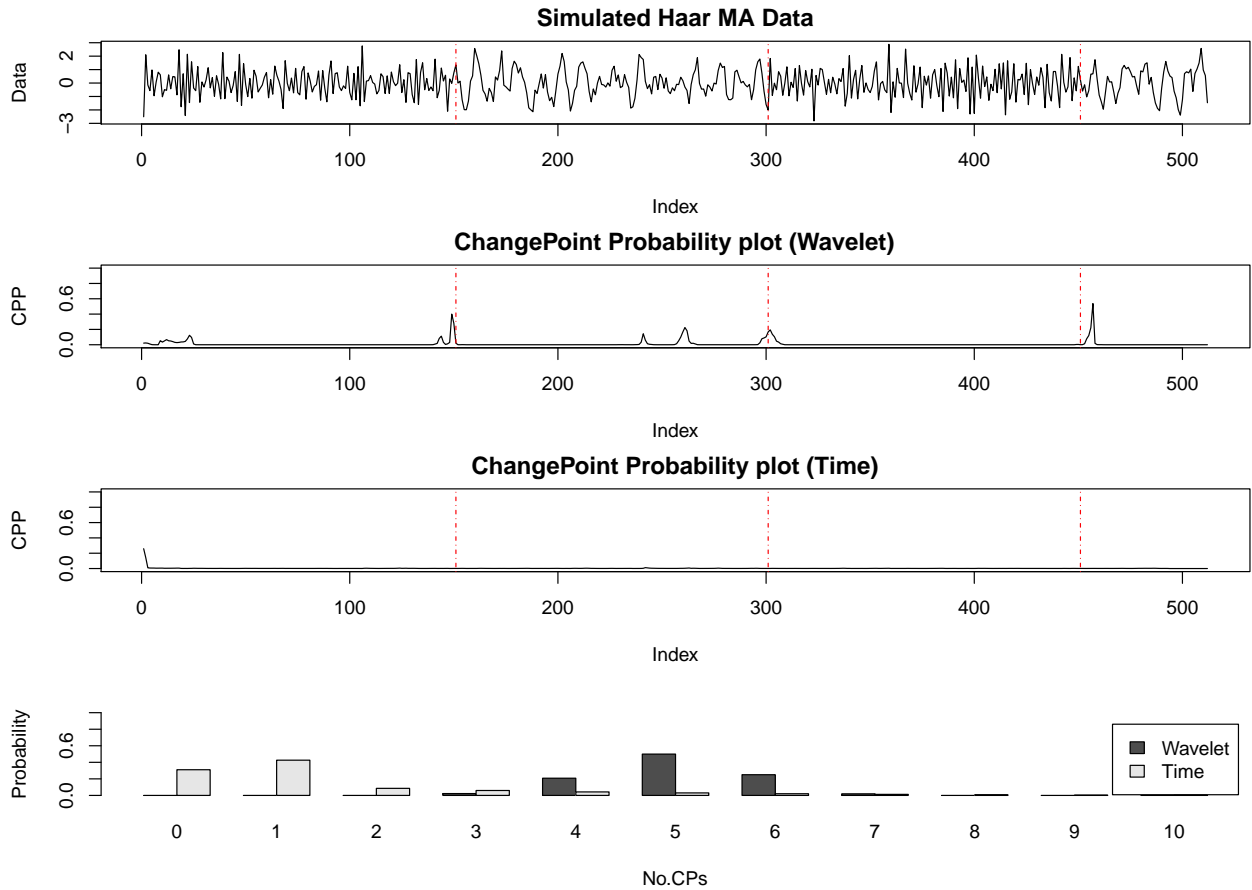 Simulated Haar MA Data
Data
2
0
−3
0 100 200 300 400 500
Index
ChangePoint Probability plot (Wavelet)
CPP
0.6
0.0
0 100 200 300 400 500
Index
ChangePoint Probability plot (Time)
CPP
0.6
0.0
0 100 200 300 400 500
Index
Probability
0.6
0.0
Wavelet
Time
0 1 2 3 4 5 6 7 8 9 10
No.CPs